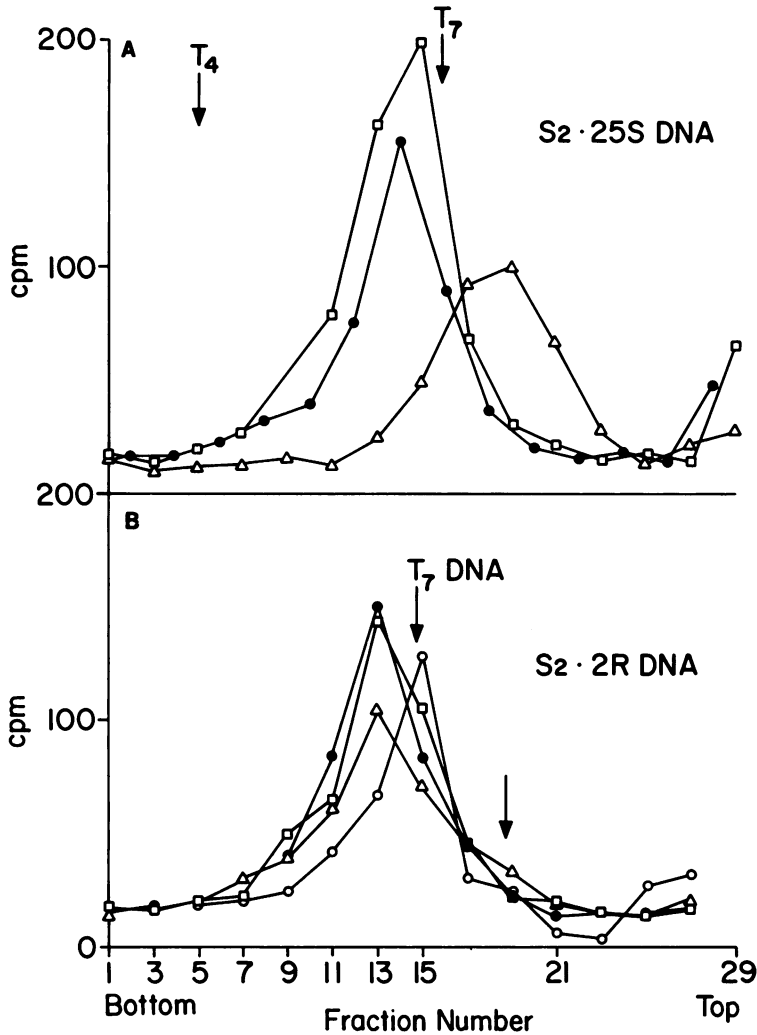 200
A
T4
T7
S2 · 25S DNA
cpm
100
200
B
T7 DNA
S2 · 2R DNA
cpm
100
0
1 3 5 7 9 11 13 15 21 29
Bottom Fraction Number Top